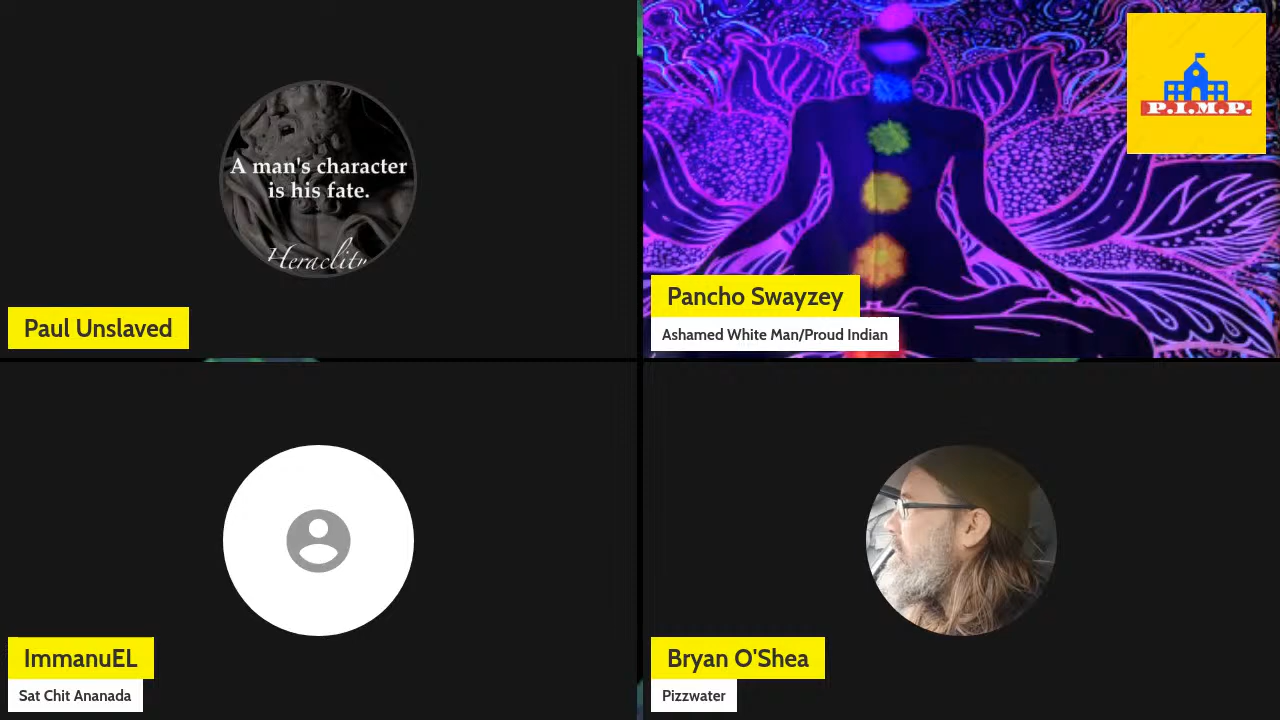 A man's character
is his fate.
Paul Unslaved
P.I.M.P.
Pancho Swayzey
Ashamed White Man/Proud Indian
ImmanuEL
Sat Chit Ananada
Bryan O'Shea
Pizzwater